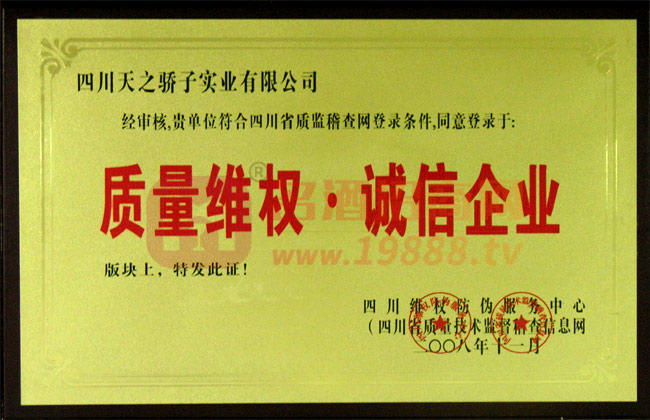 四川天之骄子实业有限公司
经审核,贵单位符合四川省质监稽查网登录条件,同意登录于:
质量维权·诚信企业
www.19888.tv
版块上，特发此证！
四川维权防伪服务中心
(四川省质量技术监督稽查信息网
二〇〇八年十一月